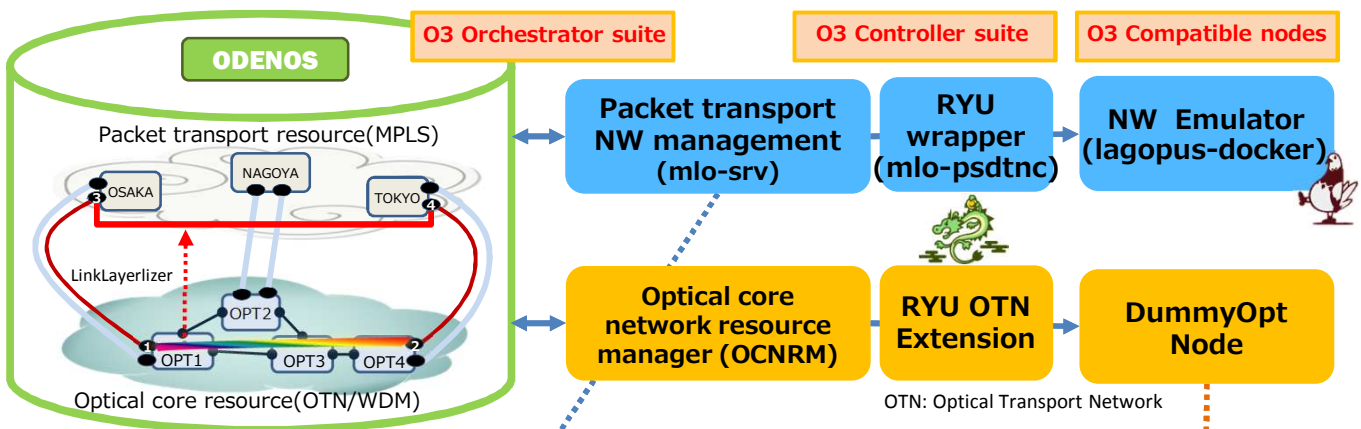 O3 Orchestrator suite
O3 Controller suite
O3 Compatible nodes
ODENOS
Packet transport resource(MPLS)
OSAKA
NAGOYA
TOKYO
3
4
LinkLayerlizer
OPT2
1
2
OPT1
OPT3
OPT4
Optical core resource(OTN/WDM)
Packet transport
NW management
(mlo-srv)
RYU
wrapper
(mlo-psdtnc)
NW Emulator
(lagopus-docker)
Optical core
network resource
manager (OCNRM)
RYU OTN
Extension
DummyOpt
Node
OTN: Optical Transport Network